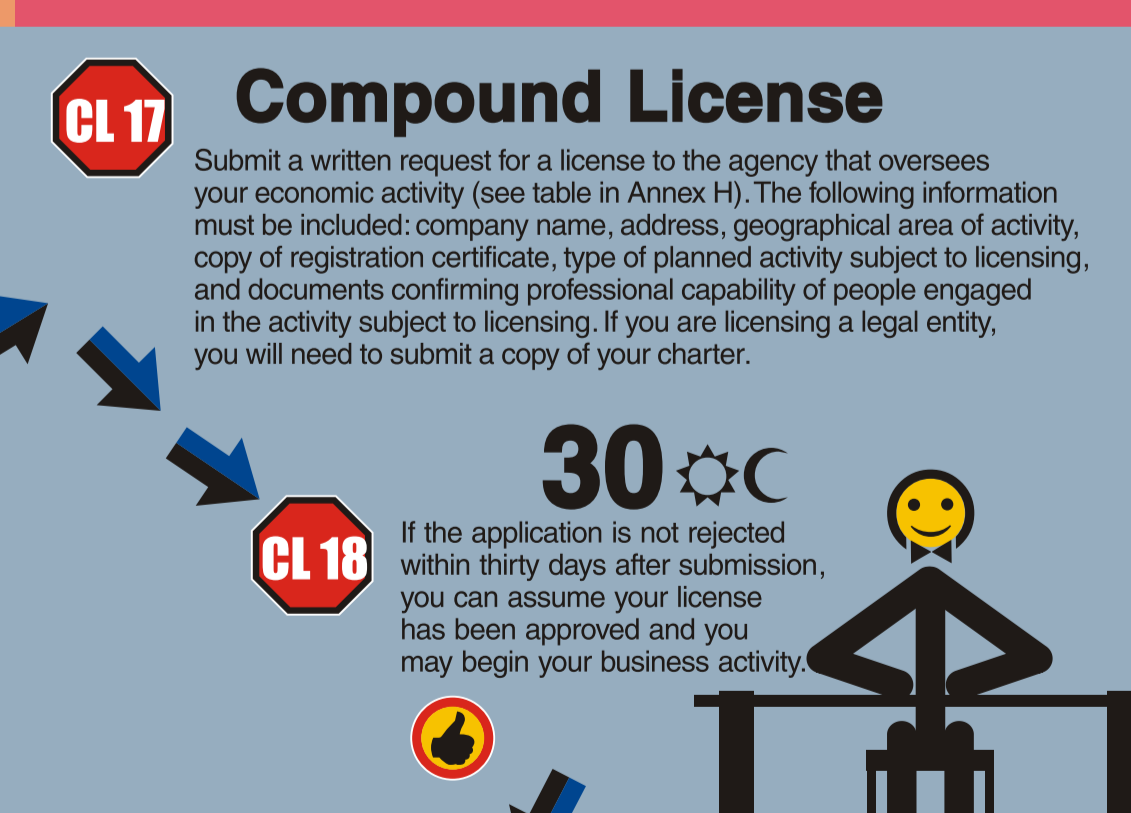 CL 17
Compound License
Submit a written request for a license to the agency that oversees
your economic activity (see table in Annex H). The following information
must be included: company name, address, geographical area of activity,
copy of registration certificate, type of planned activity subject to licensing,
and documents confirming professional capability of people engaged
in the activity subject to licensing. If you are licensing a legal entity,
you will need to submit a copy of your charter.
30
CL 18
If the application is not rejected
within thirty days after submission,
you can assume your license
has been approved and you
may begin your business activity.